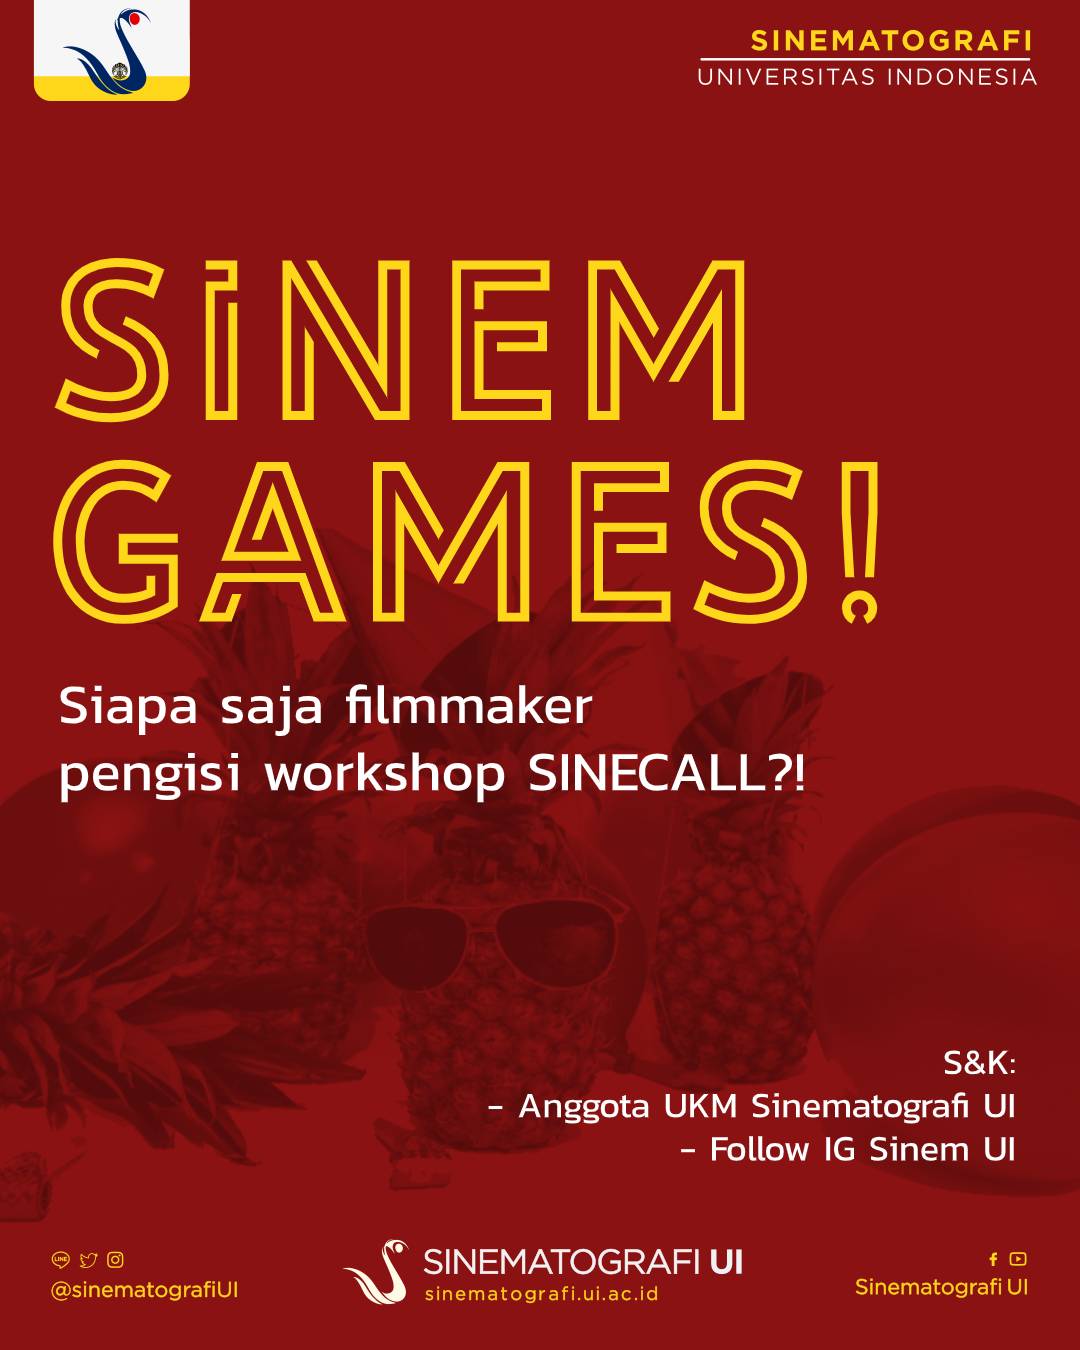 SINEMATOGRAFI
UNIVERSITAS INDONESIA
SiNEM
GAMES!
Siapa saja filmmaker
pengisi workshop SINECALL?!
S&K:
- Anggota UKM Sinematografi UI
- Follow IG Sinem UI
LINE
@sinematografiUI
SINEMATOGRAFI UI
sinematografi.ui.ac.id
Sinematografi UI